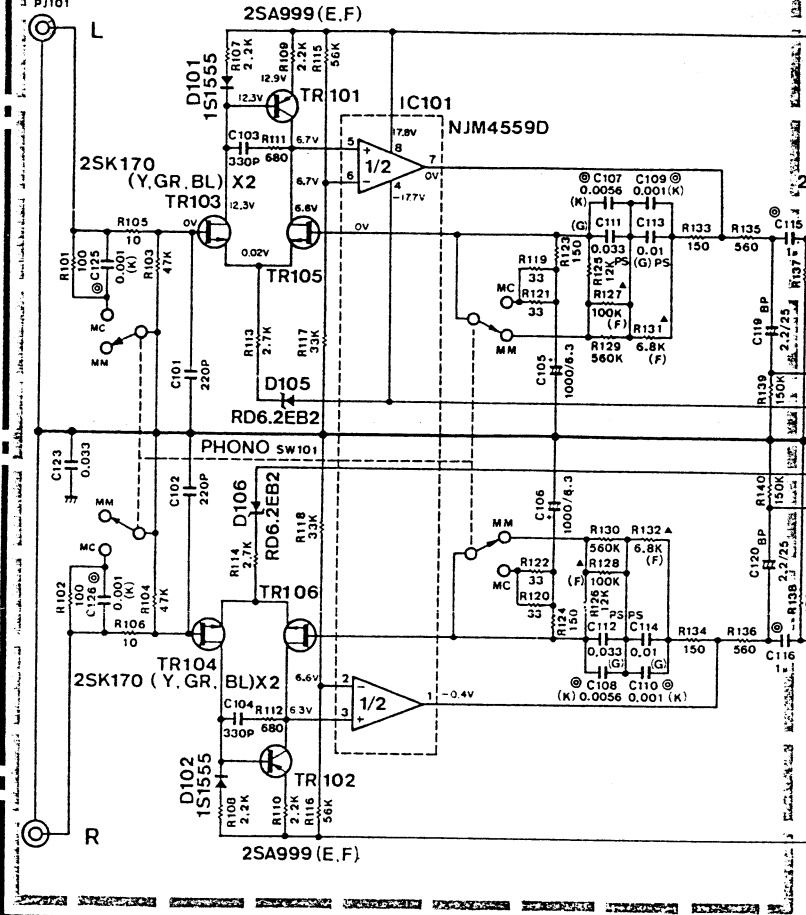 PJ101
L
2SA999 (E,F)
R107
2.2K
R109
2.2K
R115
56K
D101
1S1555
12.9V
12.3V
TR101
IC101
NJM4559D
17.8V
C103
330P
R111
680
6.7V
5
+
8
1/2
7
0V
6
−
4
-17.7V
6.7V
2SK170
(Y,GR,BL) X2
TR103
12.3V
6.6V
0V
0V
0.02V
TR105
R105
10
R101
100
C125
0.001
(K)
◎
R103
47K
MC
MM
C101
220P
R113
2.7K
R117
33K
D105
RD6.2EB2
◎ C107
0.0056
(K)
C109 ◎
0.001(K)
(G)
C111
0.033
PS
C113
0.01
(G) PS
R123
150
R125
12K
R119
33
MC
R121
33
MM
R127 ▲
100K
(F)
R129
560K
R131 ▲
6.8K
(F)
C105
1000/6.3
+
R133
150
R135
560
◎ C115
R137
C119
BP
2.2/25
R139
150K
2
PHONO SW101
C123
0.033
C102
220P
D106
RD6.2EB2
R114
2.7K
R118
33K
C106
1000/6.3
+
R140
150K
C120
BP
2.2/25
R138
MM
MC
R102
100
C126 ◎
0.001
(K)
R104
47K
R106
10
TR104
2SK170 (Y,GR,BL)X2
TR106
MM
MC
R122
33
R120
33
R124
150
R130
560K
R132 ▲
6.8K
(F)
▲
(F)
R128
100K
R126
12K
C112
PS
0.033
(G)
C114
PS
0.01
(G)
◎
(K)
C108
0.0056
C110 ◎
0.001 (K)
R134
150
R136
560
◎
C116
6.6V
2
−
1/2
1
-0.4V
3
+
C104
330P
R112
680
6.3V
TR102
D102
1S1555
R108
2.2K
R110
2.2K
R116
56K
R
2SA999 (E,F)